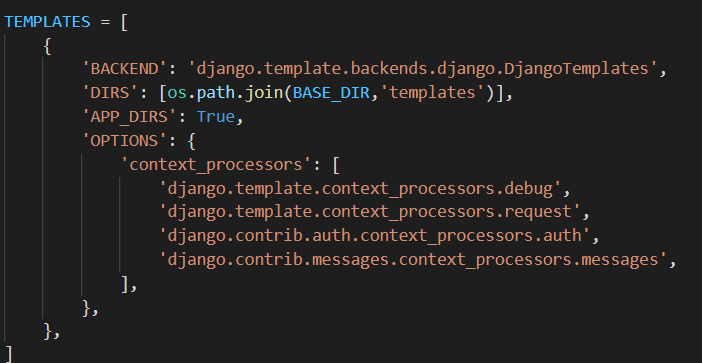 TEMPLATES = [
    {
        'BACKEND': 'django.template.backends.django.DjangoTemplates',
        'DIRS': [os.path.join(BASE_DIR,'templates')],
        'APP_DIRS': True,
        'OPTIONS': {
            'context_processors': [
                'django.template.context_processors.debug',
                'django.template.context_processors.request',
                'django.contrib.auth.context_processors.auth',
                'django.contrib.messages.context_processors.messages',
            ],
        },
    },
]